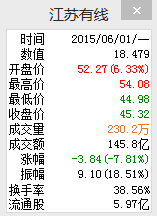 江苏有线
时间 2015/06/01/一
数值 18.479
开盘价 52.27(6.33%)
最高价 54.08
最低价 44.98
收盘价 45.32
成交量 230.2万
成交额 145.8亿
涨幅 -3.84(-7.81%)
振幅 9.10(18.51%)
换手率 38.56%
流通股 5.97亿